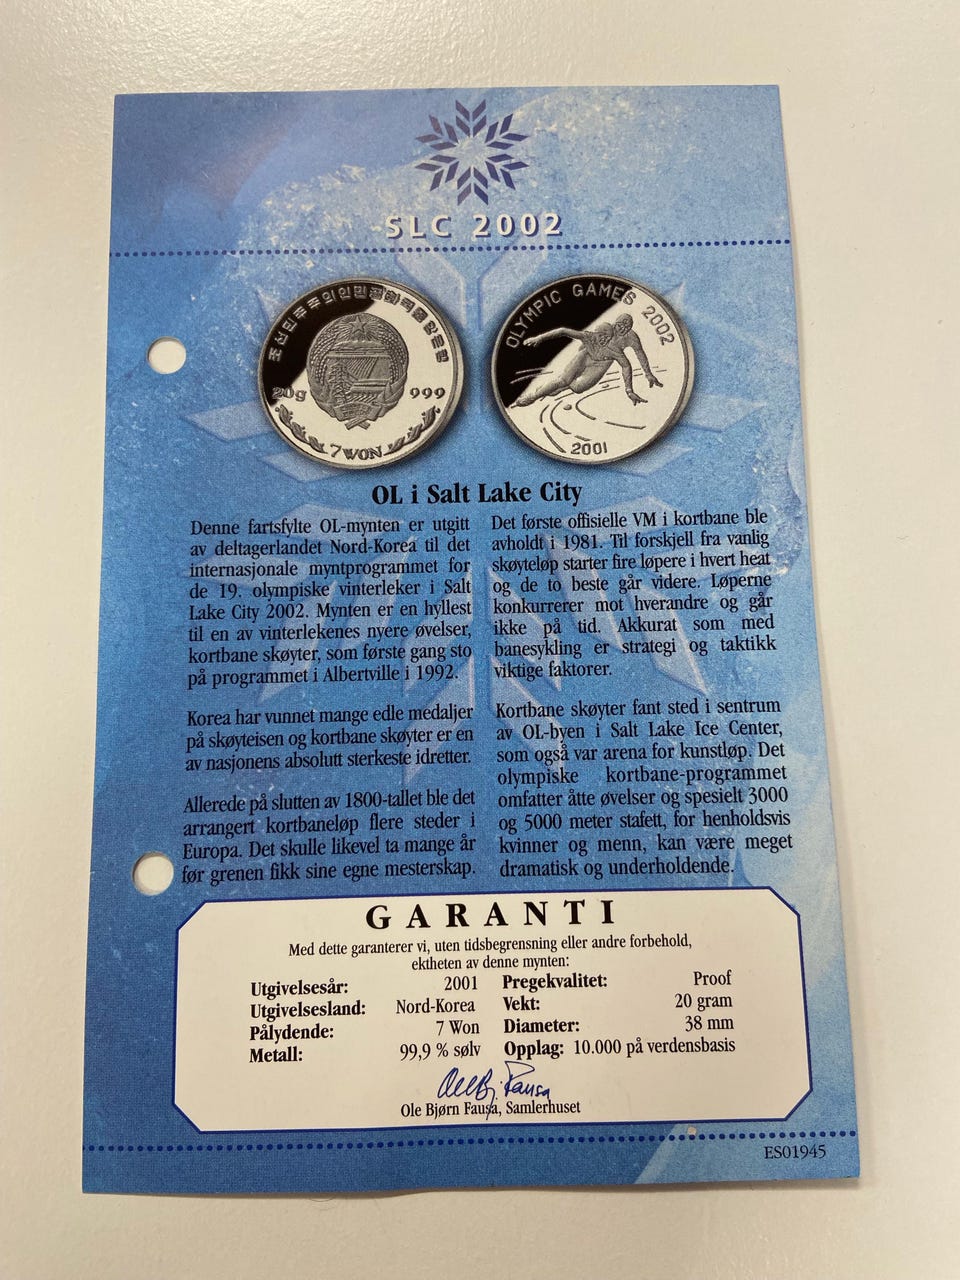 SLC 2002
조선민주주의인민공화국중앙은행
20g 999
7 WON
OLYMPIC GAMES 2002
2001
OL i Salt Lake City
Denne fartsfylte OL-mynten er utgitt
av deltagerlandet Nord-Korea til det
internasjonale myntprogrammet for
de 19. olympiske vinterleker i Salt
Lake City 2002. Mynten er en hyllest
til en av vinterlekenes nyere øvelser,
kortbane skøyter, som første gang sto
på programmet i Albertville i 1992.
Korea har vunnet mange edle medaljer
på skøyteisen og kortbane skøyter er en
av nasjonens absolutt sterkeste idretter.
Allerede på slutten av 1800-tallet ble det
arrangert kortbaneløp flere steder i
Europa. Det skulle likevel ta mange år
før grenen fikk sine egne mesterskap.
Det første offisielle VM i kortbane ble
avholdt i 1981. Til forskjell fra vanlig
skøyteløp starter fire løpere i hvert heat
og de to beste går videre. Løperne
konkurrerer mot hverandre og går
ikke på tid. Akkurat som med
banesykling er strategi og taktikk
viktige faktorer.
Kortbane skøyter fant sted i sentrum
av OL-byen i Salt Lake Ice Center,
som også var arena for kunstløp. Det
olympiske kortbane-programmet
omfatter åtte øvelser og spesielt 3000
og 5000 meter stafett, for henholdsvis
kvinner og menn, kan være meget
dramatisk og underholdende.
GARANTI
Med dette garanterer vi, uten tidsbegrensning eller andre forbehold,
ektheten av denne mynten:
Utgivelsesår: 2001
Utgivelsesland: Nord-Korea
Pålydende: 7 Won
Metall: 99,9 % sølv
Pregekvalitet: Proof
Vekt: 20 gram
Diameter: 38 mm
Opplag: 10.000 på verdensbasis
Ole Bj. Fausa
Ole Bjørn Fausa, Samlerhuset
ES01945